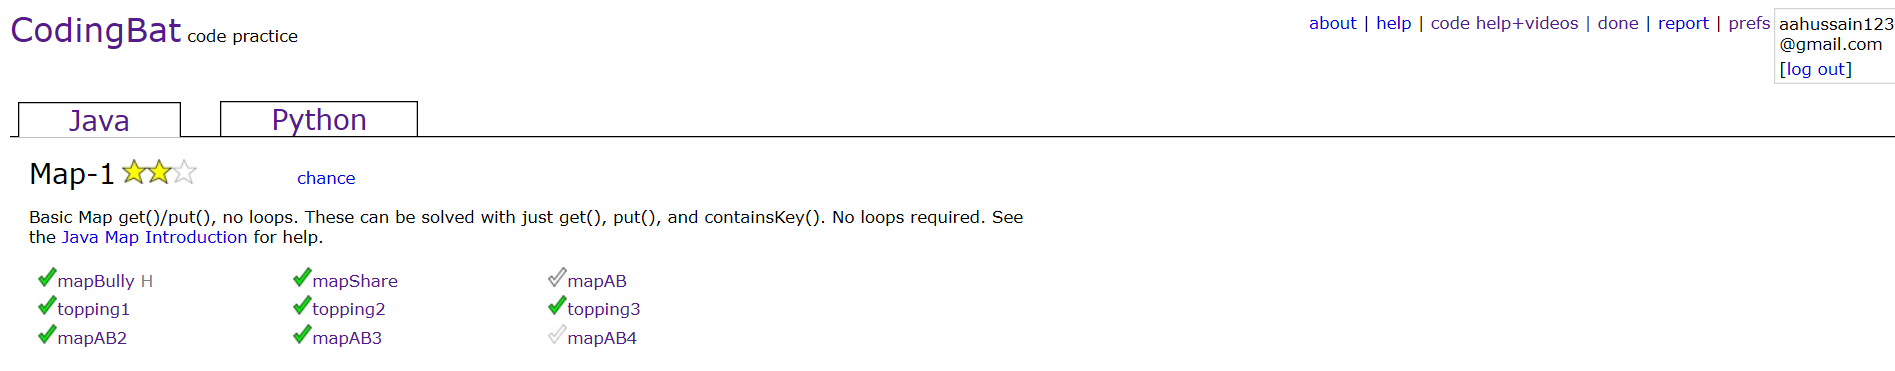 CodingBat code practice
about | help | code help+videos | done | report | prefs
aahussain123
@gmail.com
[log out]
Java
Python
Map-1
chance
Basic Map get()/put(), no loops. These can be solved with just get(), put(), and containsKey(). No loops required. See
the Java Map Introduction for help.
mapBully H mapShare mapAB
topping1 topping2 topping3
mapAB2 mapAB3 mapAB4